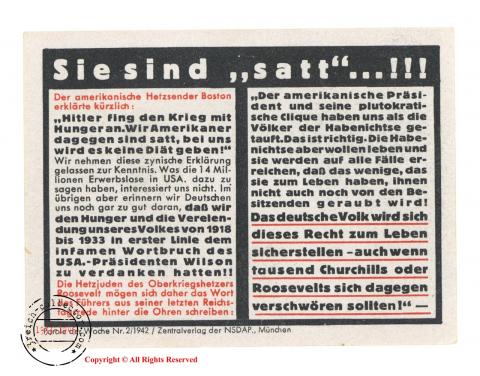 Sie sind „satt“...!!!
Der amerikanische Hetzsender Boston
erklärte kürzlich:
„Hitler fing den Krieg mit
Hunger an. Wir Amerikaner
dagegen sind satt, bei uns
wird es keine Diät geben!“
Wir nehmen diese zynische Erklärung
gelassen zur Kenntnis. Was die 14 Mil-
lionen Erwerbslose in USA. dazu zu
sagen haben, interessiert uns nicht. Im
übrigen aber erinnern wir Deutschen
uns noch gar zu gut daran, daß wir
den Hunger und die Verelen-
dung unseres Volkes von 1918
bis 1933 in erster Linie dem
infamen Wortbruch des
USA.-Präsidenten Wilson
zu verdanken hatten!!
Die Hetzjuden des Oberkriegshetzers
Roosevelt mögen sich daher das Wort
Führers aus seiner letzten Reichs-
tagsrede hinter die Ohren schreiben:
„Der amerikanische Präsi-
dent und seine plutokrati-
sche Clique haben uns als die
Völker der Habenichtse ge-
tauft. Das ist richtig. Die Habe-
nichtse aber wollen leben und
sie werden auf alle Fälle er-
reichen, daß das wenige, das
sie zum Leben haben, ihnen
nicht auch noch von den Be-
sitzenden geraubt wird!
Das deutsche Volk wird sich
dieses Recht zum Leben
sicherstellen - auch wenn
tausend Churchills oder
Roosevelts sich dagegen
verschwören sollten!“ —
Parole der Woche Nr. 2/1942 / Zentralverlag der NSDAP., München
Copyright © All Rights Reserved